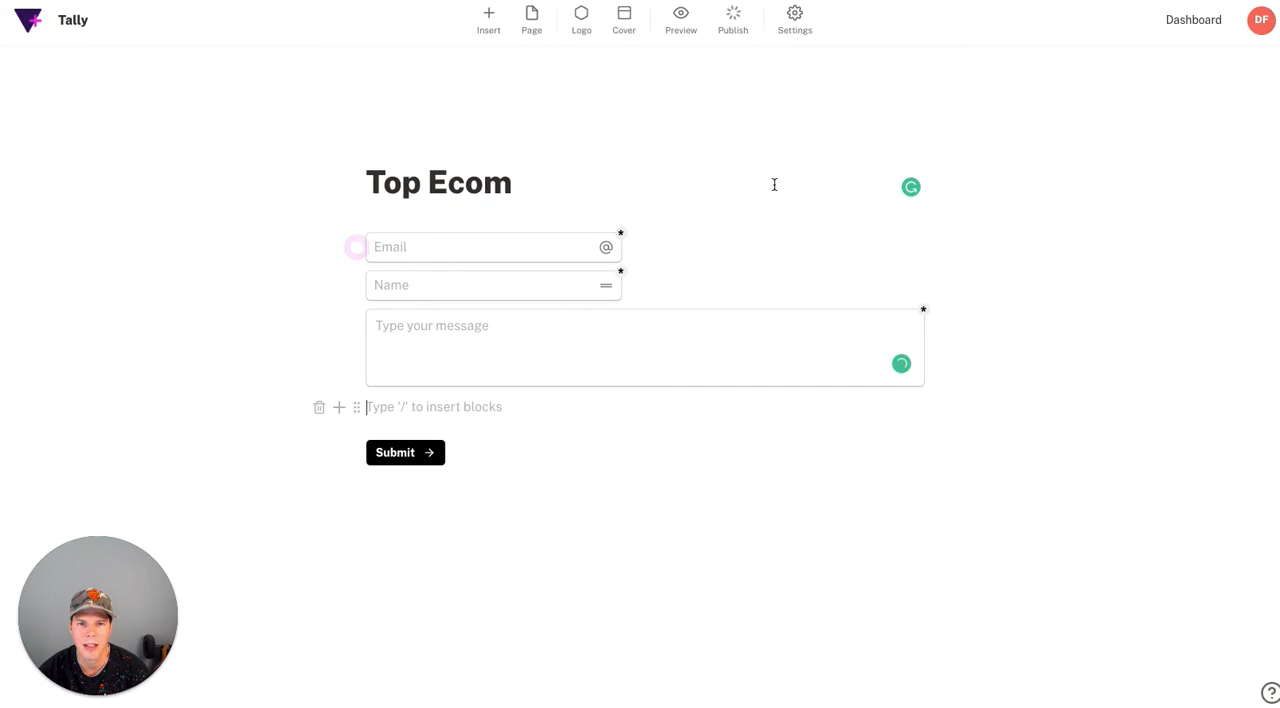 Tally
Insert
Page
Logo
Cover
Preview
Publish
Settings
Dashboard
DF
Top Ecom
Email
@
*
Name
*
Type your message
*
Type '/' to insert blocks
Submit →
?